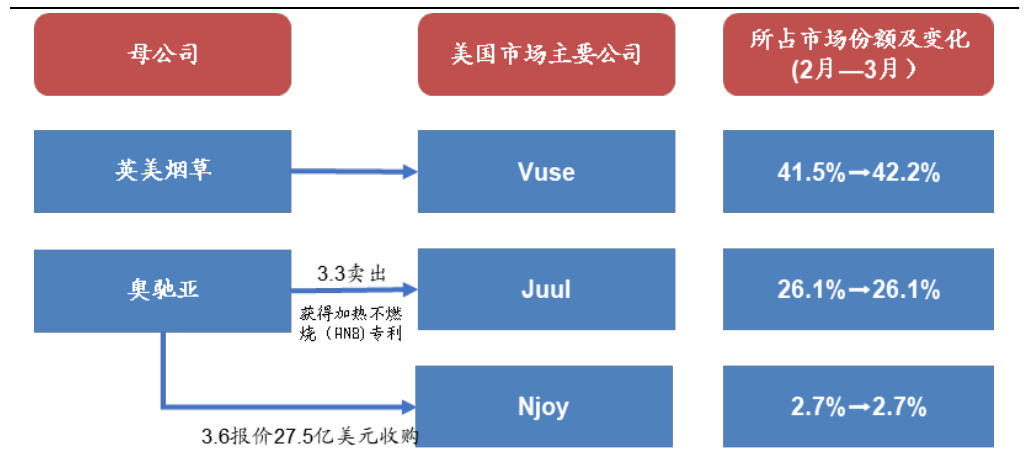 母公司
美国市场主要公司
所占市场份额及变化
(2月—3月）
英美烟草
Vuse
41.5%→42.2%
奥驰亚
3.3卖出
获得加热不燃
烧（HNB)专利
Juul
26.1%→26.1%
3.6报价27.5亿美元收购
Njoy
2.7%→2.7%